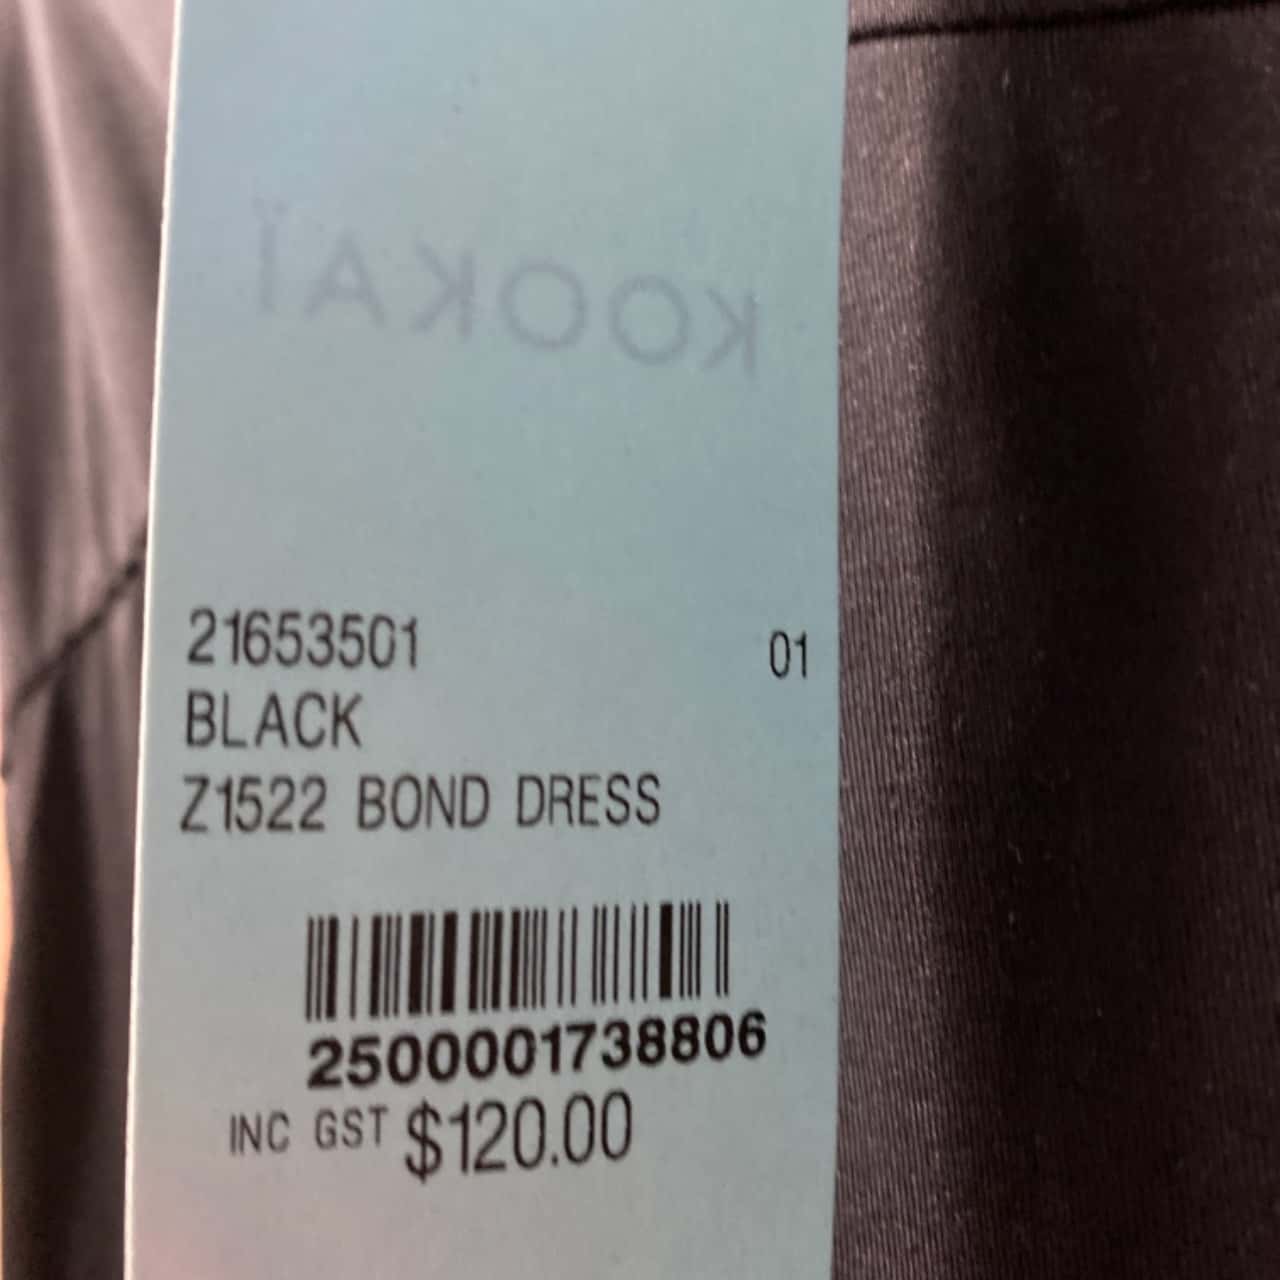 KOOKAÏ
21653501 01
BLACK
Z1522 BOND DRESS
2500001738806
INC GST $120.00